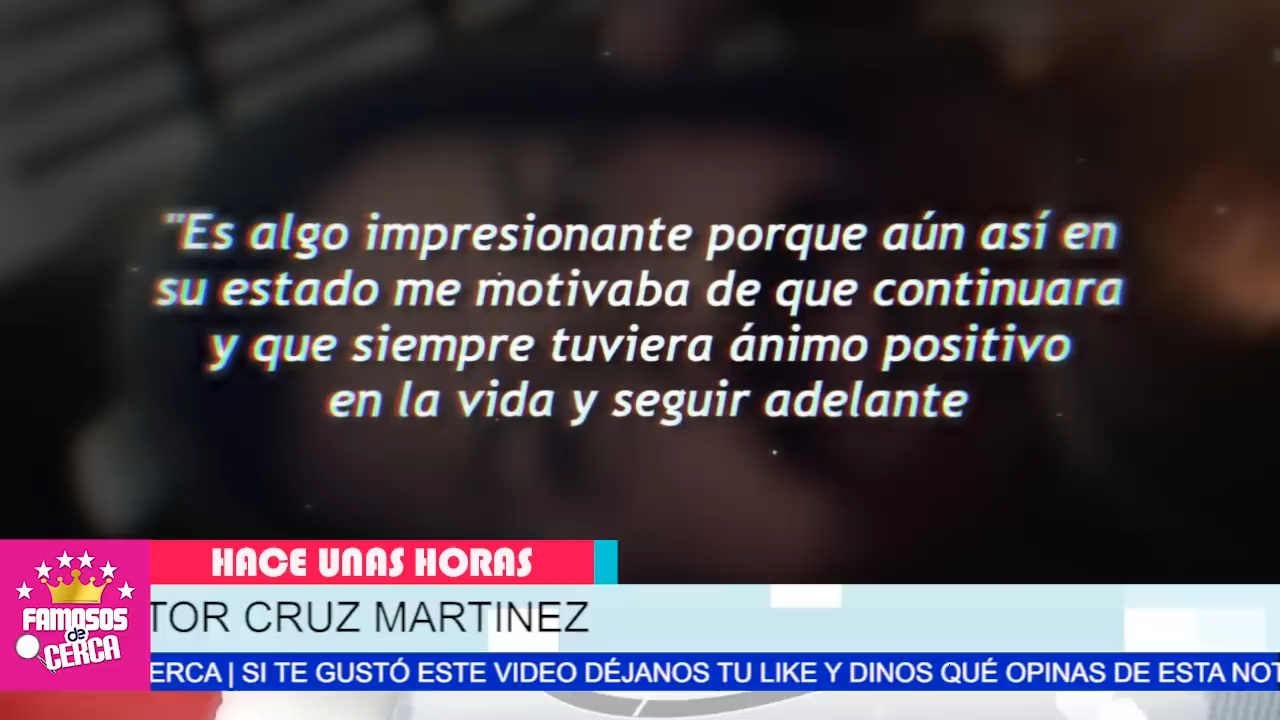 "Es algo impresionante porque aún así en
su estado me motivaba de que continuara
y que siempre tuviera ánimo positivo
en la vida y seguir adelante
HACE UNAS HORAS
FAMOSOS
de
CERCA
TOR CRUZ MARTINEZ
ERCA | SI TE GUSTÓ ESTE VIDEO DÉJANOS TU LIKE Y DINOS QUÉ OPINAS DE ESTA NOT